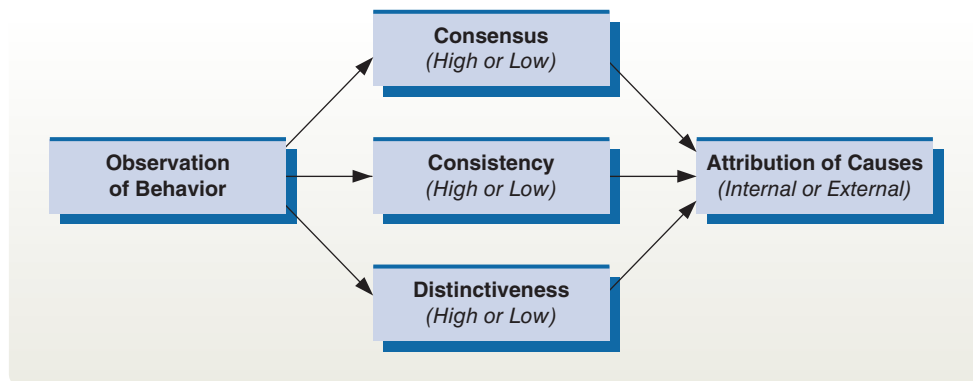 Consensus
(High or Low)
Observation
of Behavior
Consistency
(High or Low)
Attribution of Causes
(Internal or External)
Distinctiveness
(High or Low)